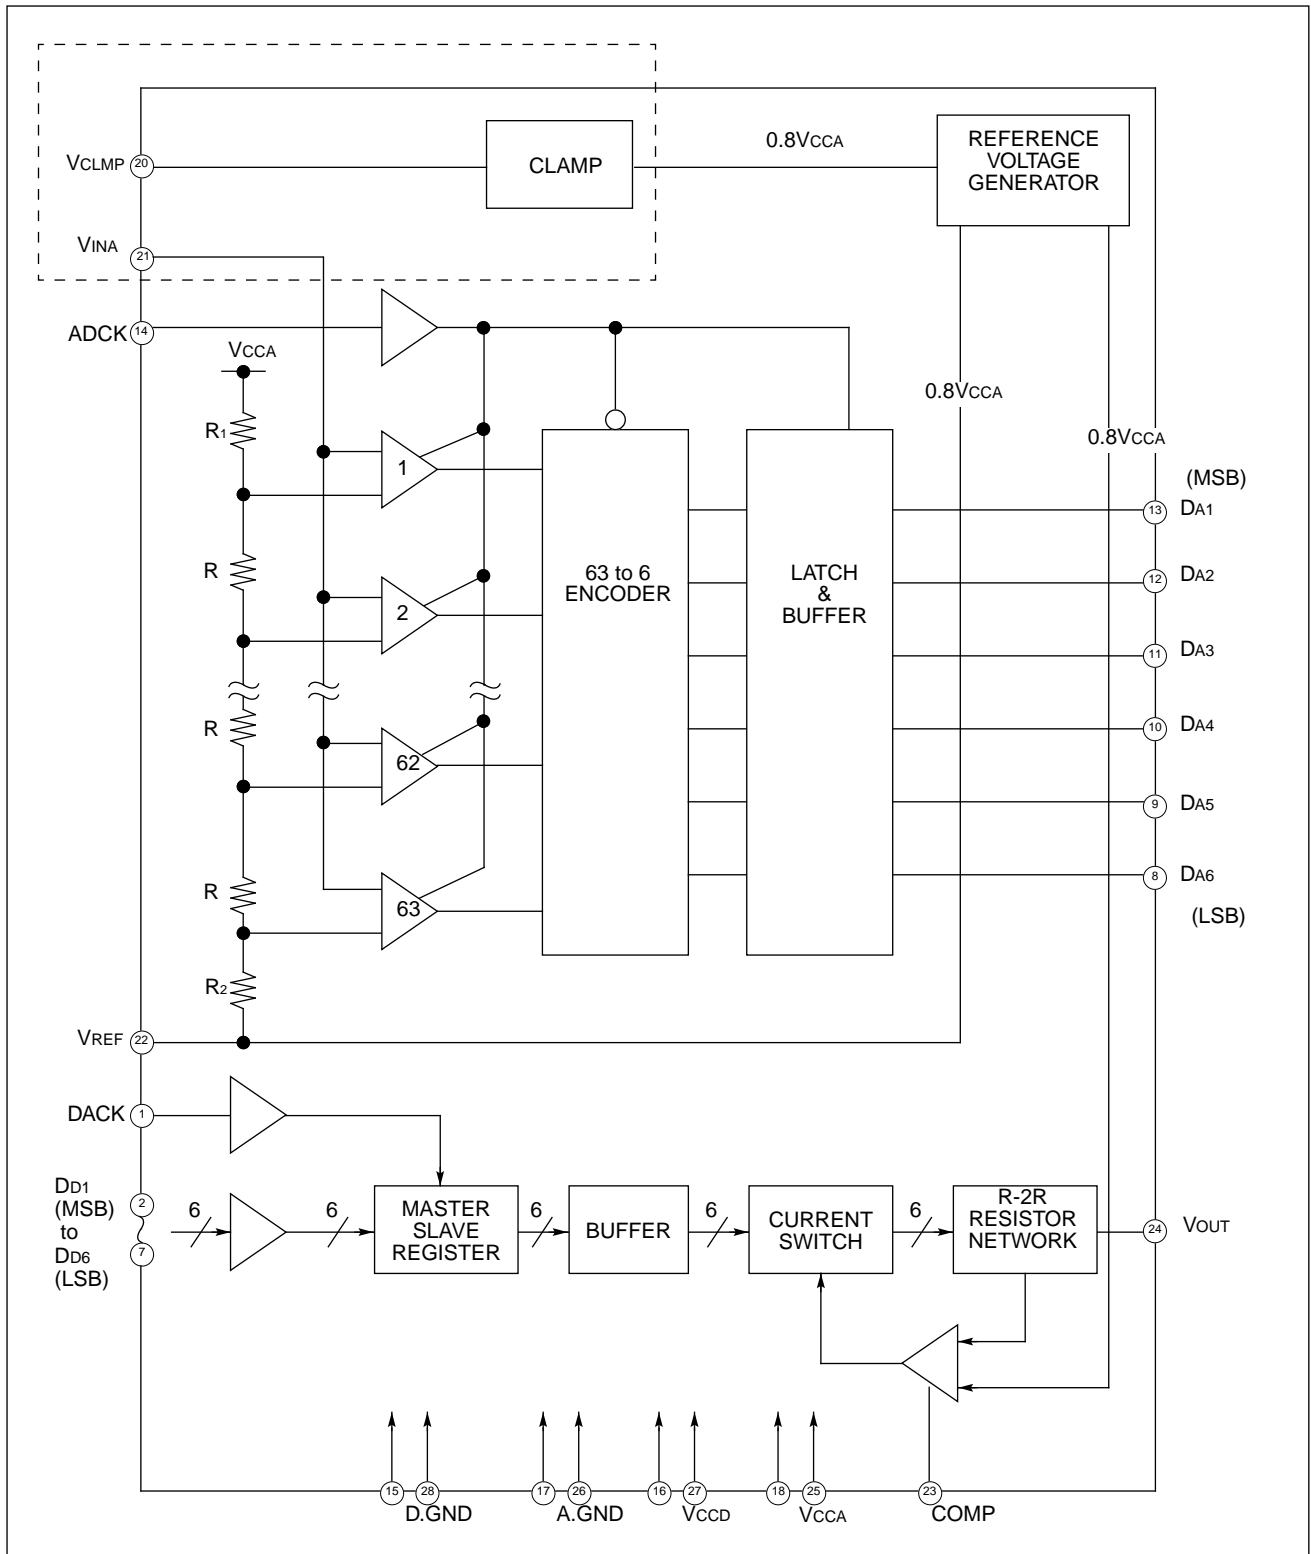 0.8VCCA
REFERENCE
VOLTAGE
GENERATOR
VCLMP
20
CLAMP
VINA
21
ADCK
14
VCCA
0.8VCCA
R1
0.8VCCA
1
(MSB)
13
DA1
R
63 to 6
ENCODER
LATCH
&
BUFFER
12
DA2
2
11
DA3
R
10
DA4
62
9
DA5
R
8
DA6
63
(LSB)
R2
VREF
22
DACK
1
DD1
(MSB)
to
DD6
(LSB)
2
7
6
6
MASTER
SLAVE
REGISTER
6
BUFFER
6
CURRENT
SWITCH
6
R-2R
RESISTOR
NETWORK
24
VOUT
15
28
17
26
16
27
18
25
23
D.GND
A.GND
VCCD
VCCA
COMP